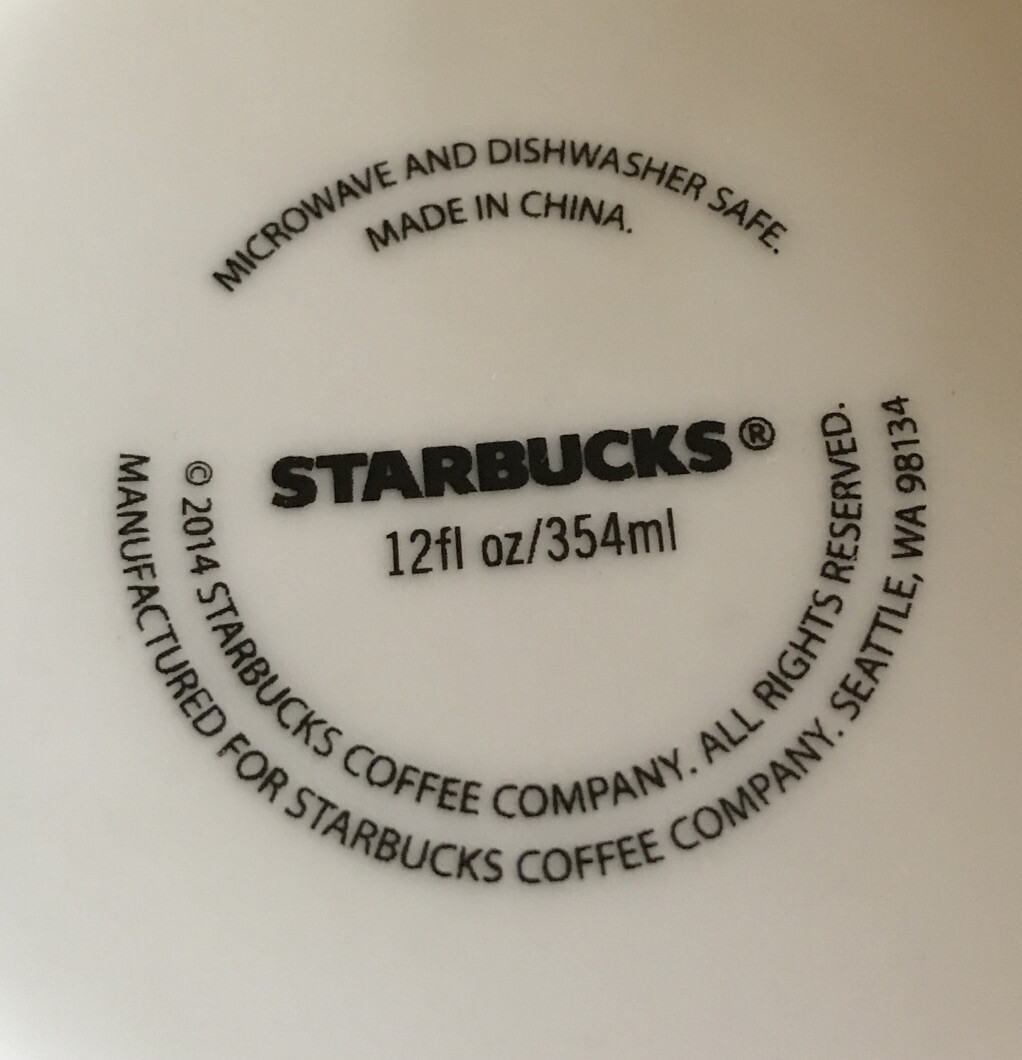 MICROWAVE AND DISHWASHER SAFE.
MADE IN CHINA.
STARBUCKS®
12fl oz/354ml
© 2014 STARBUCKS COFFEE COMPANY. ALL RIGHTS RESERVED.
MANUFACTURED FOR STARBUCKS COFFEE COMPANY. SEATTLE, WA 98134